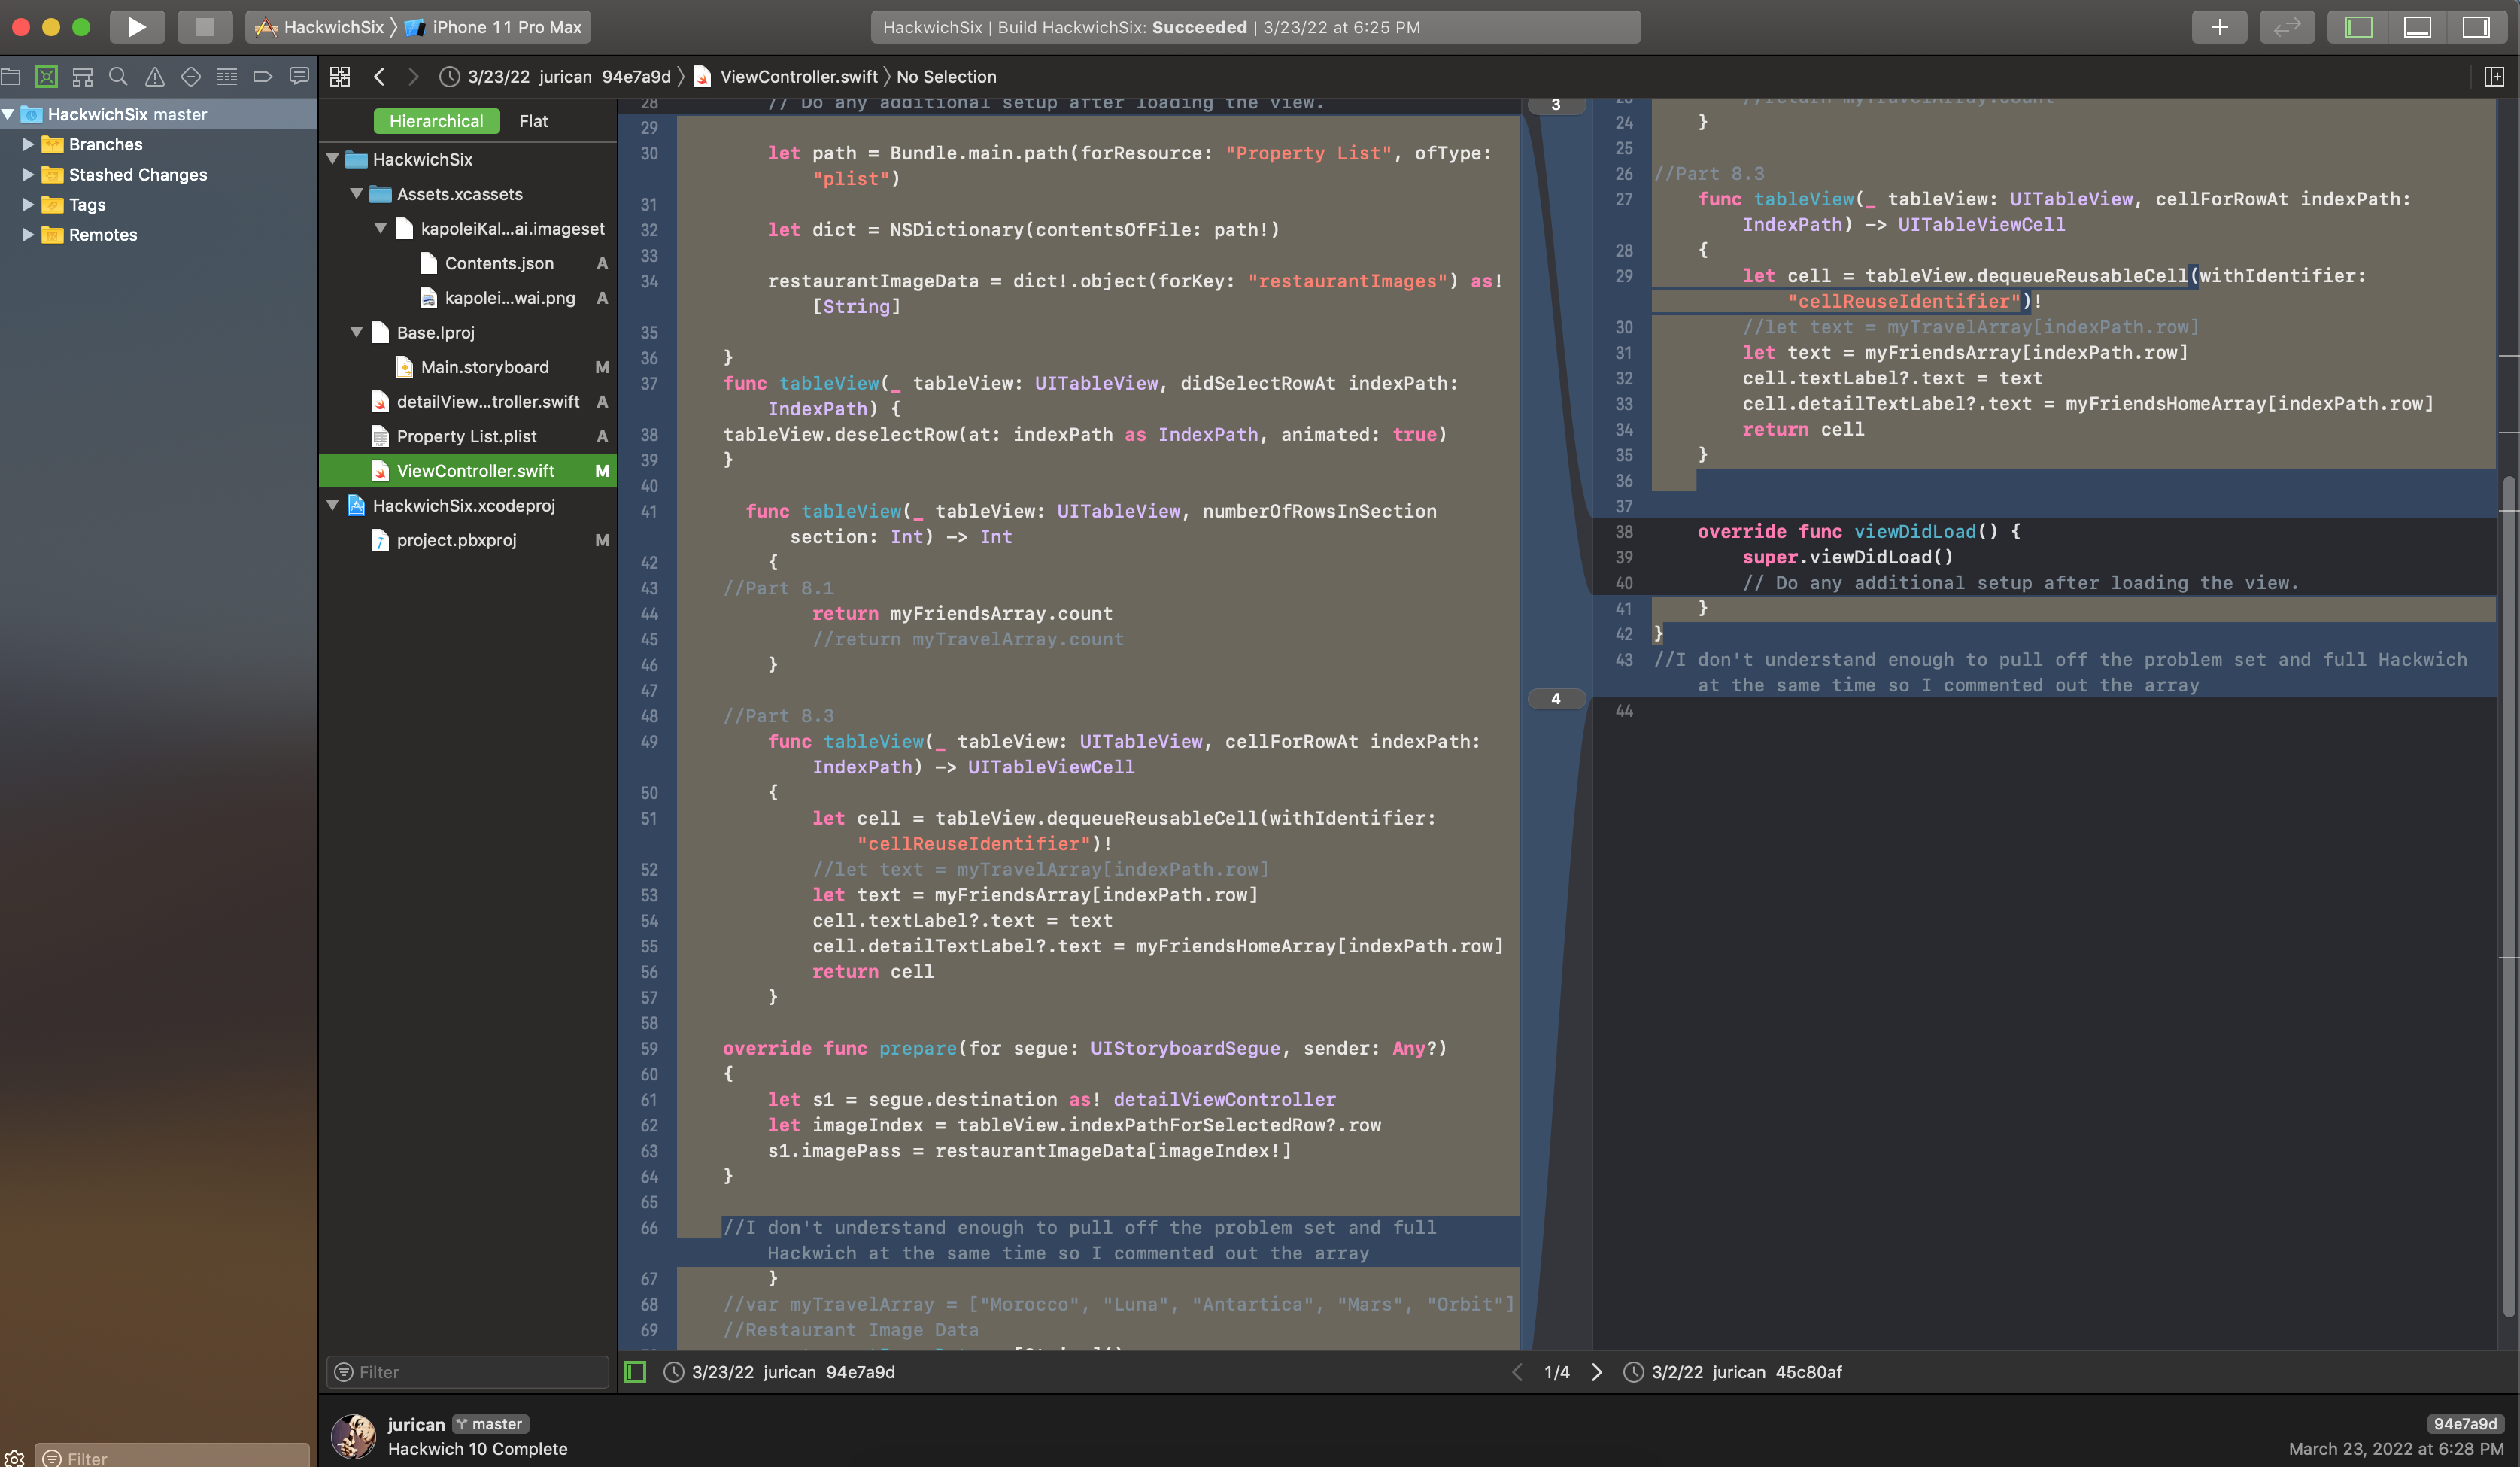 HackwichSix 〉 iPhone 11 Pro Max
HackwichSix | Build HackwichSix: Succeeded | 3/23/22 at 6:25 PM
3/23/22 jurican 94e7a9d 〉 ViewController.swift 〉 No Selection
HackwichSix master
Branches
Stashed Changes
Tags
Remotes
Filter
Hierarchical Flat
HackwichSix
Assets.xcassets
kapoleiKal...ai.imageset
Contents.json A
kapolei...wai.png A
Base.lproj
Main.storyboard M
detailView...troller.swift A
Property List.plist A
ViewController.swift M
HackwichSix.xcodeproj
project.pbxproj M
Filter
28 // Do any additional setup after loading the view.
29
30 let path = Bundle.main.path(forResource: "Property List", ofType:
"plist")
31
32 let dict = NSDictionary(contentsOfFile: path!)
33
34 restaurantImageData = dict!.object(forKey: "restaurantImages") as!
[String]
35
36 }
37 func tableView(_ tableView: UITableView, didSelectRowAt indexPath:
IndexPath) {
38 tableView.deselectRow(at: indexPath as IndexPath, animated: true)
39 }
40
41 func tableView(_ tableView: UITableView, numberOfRowsInSection
section: Int) -> Int
42 {
43 //Part 8.1
44 return myFriendsArray.count
45 //return myTravelArray.count
46 }
47
48 //Part 8.3
49 func tableView(_ tableView: UITableView, cellForRowAt indexPath:
IndexPath) -> UITableViewCell
50 {
51 let cell = tableView.dequeueReusableCell(withIdentifier:
"cellReuseIdentifier")!
52 //let text = myTravelArray[indexPath.row]
53 let text = myFriendsArray[indexPath.row]
54 cell.textLabel?.text = text
55 cell.detailTextLabel?.text = myFriendsHomeArray[indexPath.row]
56 return cell
57 }
58
59 override func prepare(for segue: UIStoryboardSegue, sender: Any?)
60 {
61 let s1 = segue.destination as! detailViewController
62 let imageIndex = tableView.indexPathForSelectedRow?.row
63 s1.imagePass = restaurantImageData[imageIndex!]
64 }
65
66 //I don't understand enough to pull off the problem set and full
Hackwich at the same time so I commented out the array
67 }
68 //var myTravelArray = ["Morocco", "Luna", "Antartica", "Mars", "Orbit"]
69 //Restaurant Image Data
3
4
//return myTravelArray.count
24 }
25
26 //Part 8.3
27 func tableView(_ tableView: UITableView, cellForRowAt indexPath:
IndexPath) -> UITableViewCell
28 {
29 let cell = tableView.dequeueReusableCell(withIdentifier:
"cellReuseIdentifier")!
30 //let text = myTravelArray[indexPath.row]
31 let text = myFriendsArray[indexPath.row]
32 cell.textLabel?.text = text
33 cell.detailTextLabel?.text = myFriendsHomeArray[indexPath.row]
34 return cell
35 }
36
37
38 override func viewDidLoad() {
39 super.viewDidLoad()
40 // Do any additional setup after loading the view.
41 }
42 }
43 //I don't understand enough to pull off the problem set and full Hackwich
at the same time so I commented out the array
44
3/23/22 jurican 94e7a9d
1/4
3/2/22 jurican 45c80af
jurican master
Hackwich 10 Complete
94e7a9d
March 23, 2022 at 6:28 PM